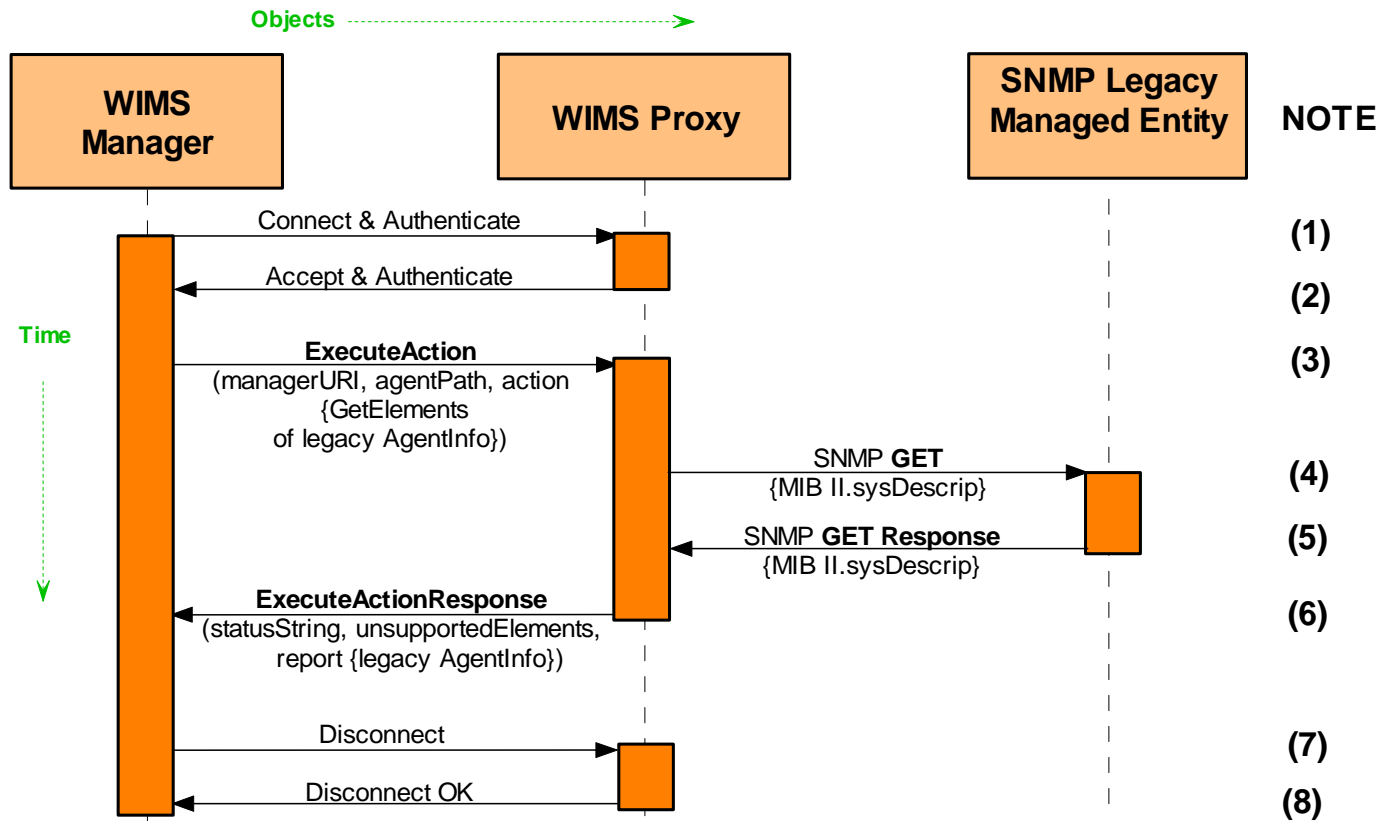 Objects
WIMS
Manager
WIMS Proxy
SNMP Legacy
Managed Entity
NOTE
Connect & Authenticate
(1)
Accept & Authenticate
(2)
Time
ExecuteAction
(3)
(managerURI, agentPath, action
{GetElements
of legacy AgentInfo})
SNMP GET
(4)
{MIB II.sysDescrip}
SNMP GET Response
(5)
{MIB II.sysDescrip}
ExecuteActionResponse
(6)
(statusString, unsupportedElements,
report {legacy AgentInfo})
Disconnect
(7)
Disconnect OK
(8)